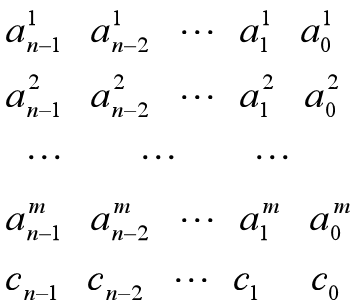 a^1_{n-1} a^1_{n-2} ⋯ a^1_1 a^1_0
a^2_{n-1} a^2_{n-2} ⋯ a^2_1 a^2_0
⋯ ⋯ ⋯
a^m_{n-1} a^m_{n-2} ⋯ a^m_1 a^m_0
c_{n-1} c_{n-2} ⋯ c_1 c_0